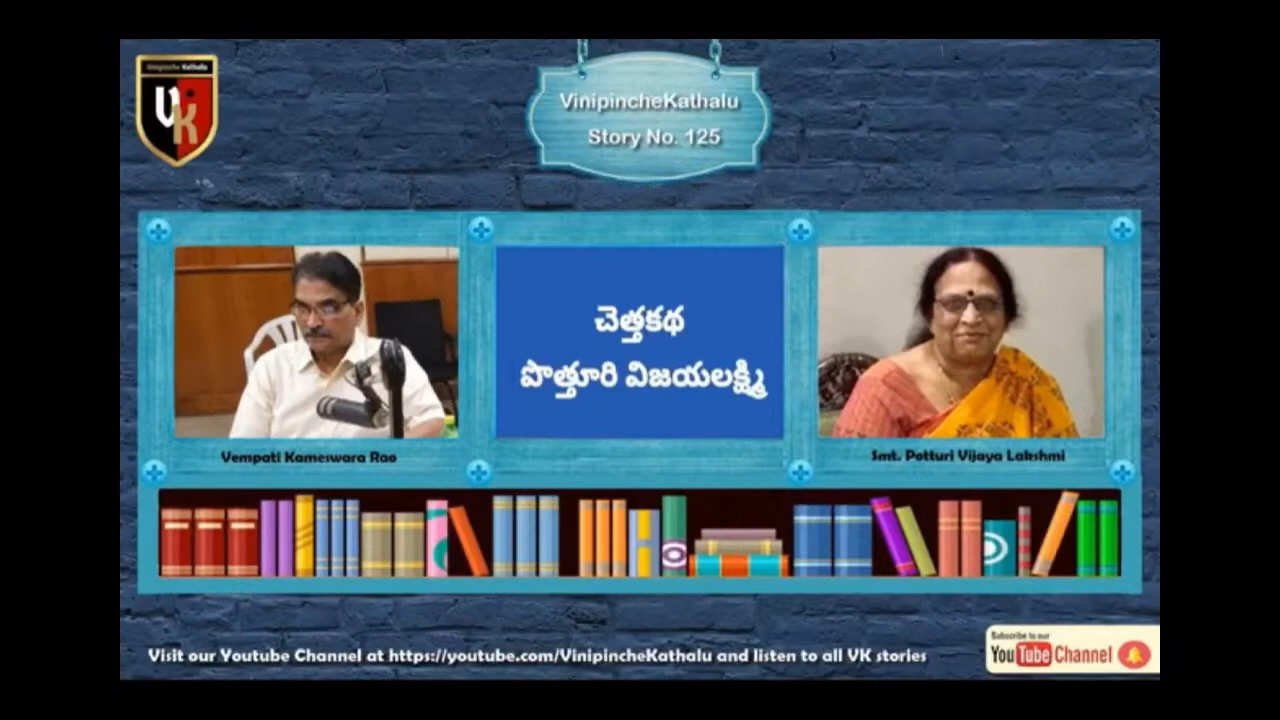 Vinipinche Kathalu
VK
VinipincheKathalu
Story No. 125
చెత్తకథ
పొత్తూరి విజయలక్ష్మి
Vempati Kameswara Rao
Smt. Potturi Vijaya Lakshmi
Visit our Youtube Channel at https://youtube.com/VinipincheKathalu and listen to all VK stories
Subscribe to our
YouTube Channel